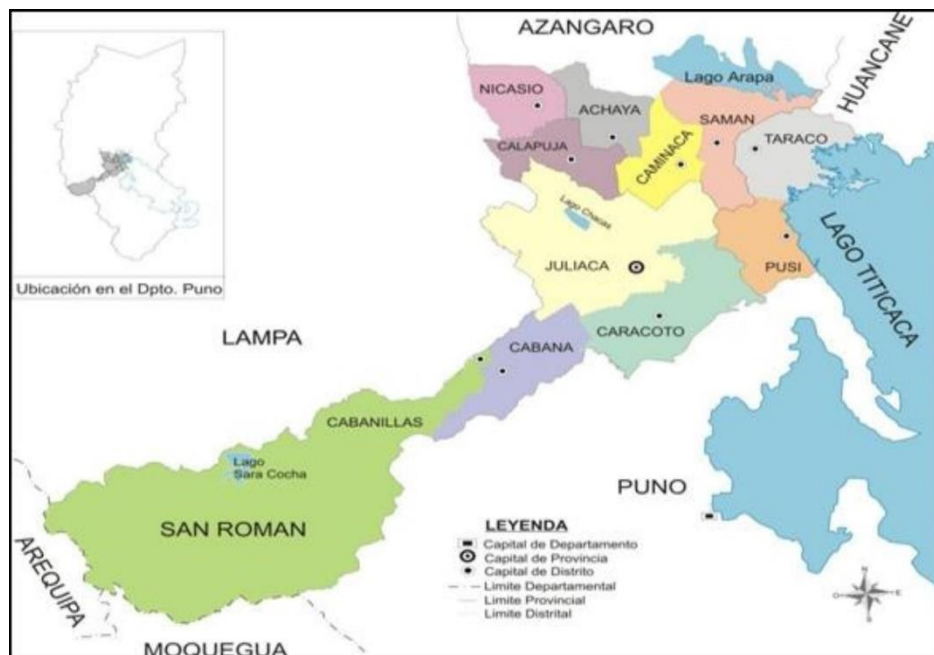 AZANGARO
HUANCANE
Lago Arapa
NICASIO
ACHAYA
SAMAN
TARACO
CALAPUJA
CAMINACA
Lago Chacas
JULIACA
PUSI
LAGO TITICACA
Ubicación en el Dpto. Puno
LAMPA
CARACOTO
CABANA
CABANILLAS
Lago
Sara Cocha
PUNO
SAN ROMAN
LEYENDA
Capital de Departamento
Capital de Provincia
Capital de Distrito
Limite Departamental
Limite Provincial
Limite Distrital
AREQUIPA
MOQUEGUA
N
O
E
S